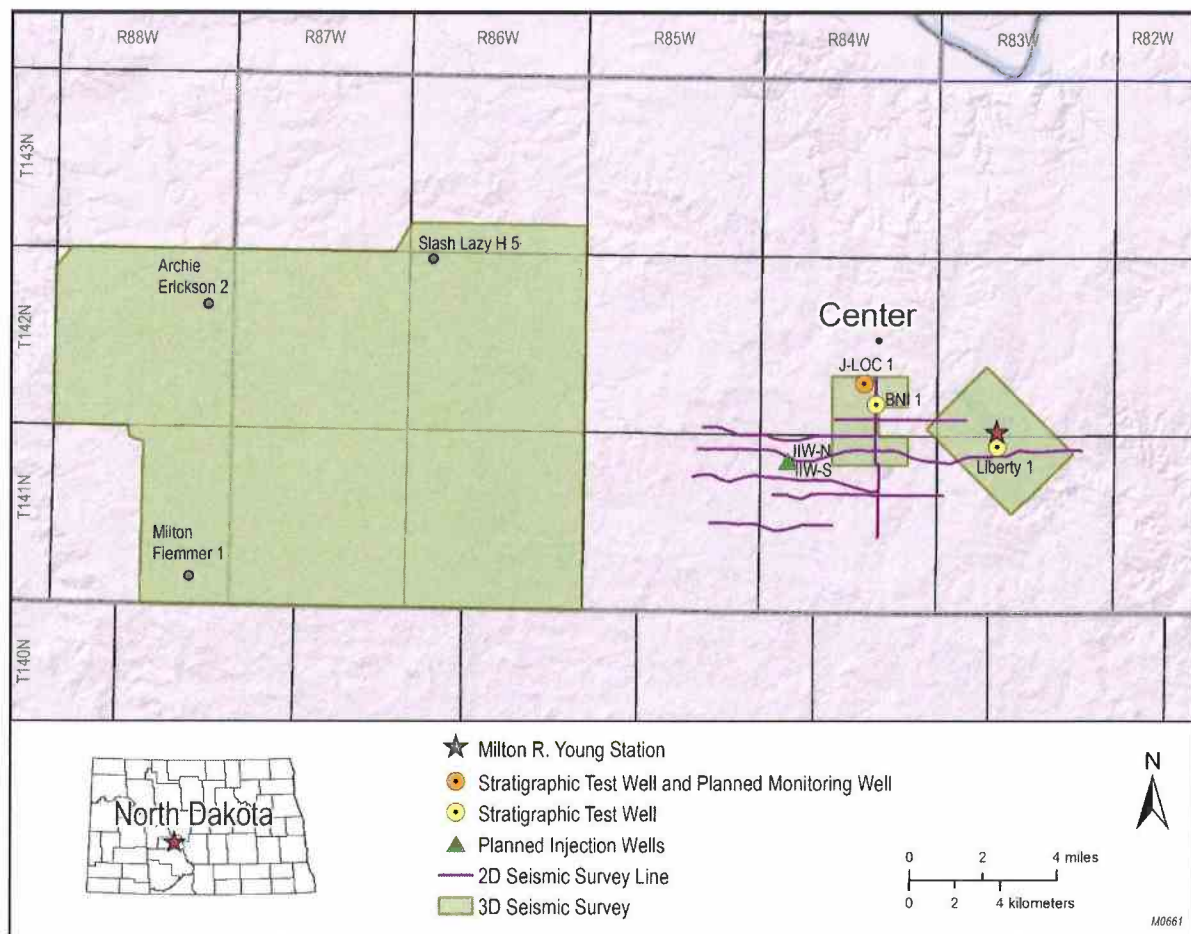 R88W R87W R86W R85W R84W R83W R82W
T143N
T142N
T141N
T140N
Slash Lazy H 5
Archie
Erickson 2
Center
J-LOC 1
BNI 1
IIW-N
IIW-S
Liberty 1
Milton
Flemmer 1
North Dakota
Milton R. Young Station
Stratigraphic Test Well and Planned Monitoring Well
Stratigraphic Test Well
Planned Injection Wells
2D Seismic Survey Line
3D Seismic Survey
N
0 2 4 miles
0 2 4 kilometers
M0661